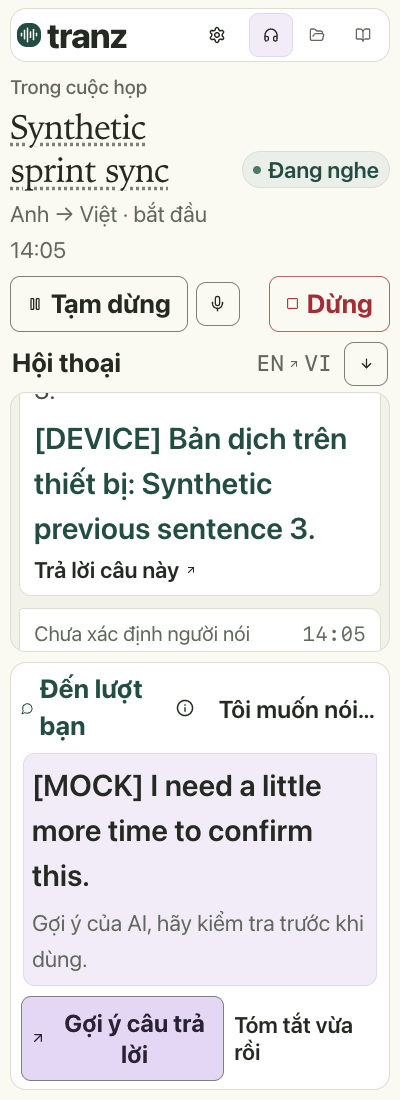 tranz
Trong cuộc họp
Synthetic
sprint sync
Đang nghe
Anh → Việt · bắt đầu
14:05
Tạm dừng
Dừng
Hội thoại
EN ↗ VI
[DEVICE] Bản dịch trên
thiết bị: Synthetic
previous sentence 3.
Trả lời câu này ↗
Chưa xác định người nói 14:05
Đến lượt
bạn
Tôi muốn nói...
[MOCK] I need a little
more time to confirm
this.
Gợi ý của AI, hãy kiểm tra trước khi
dùng.
Gợi ý câu trả
lời
Tóm tắt vừa
rồi